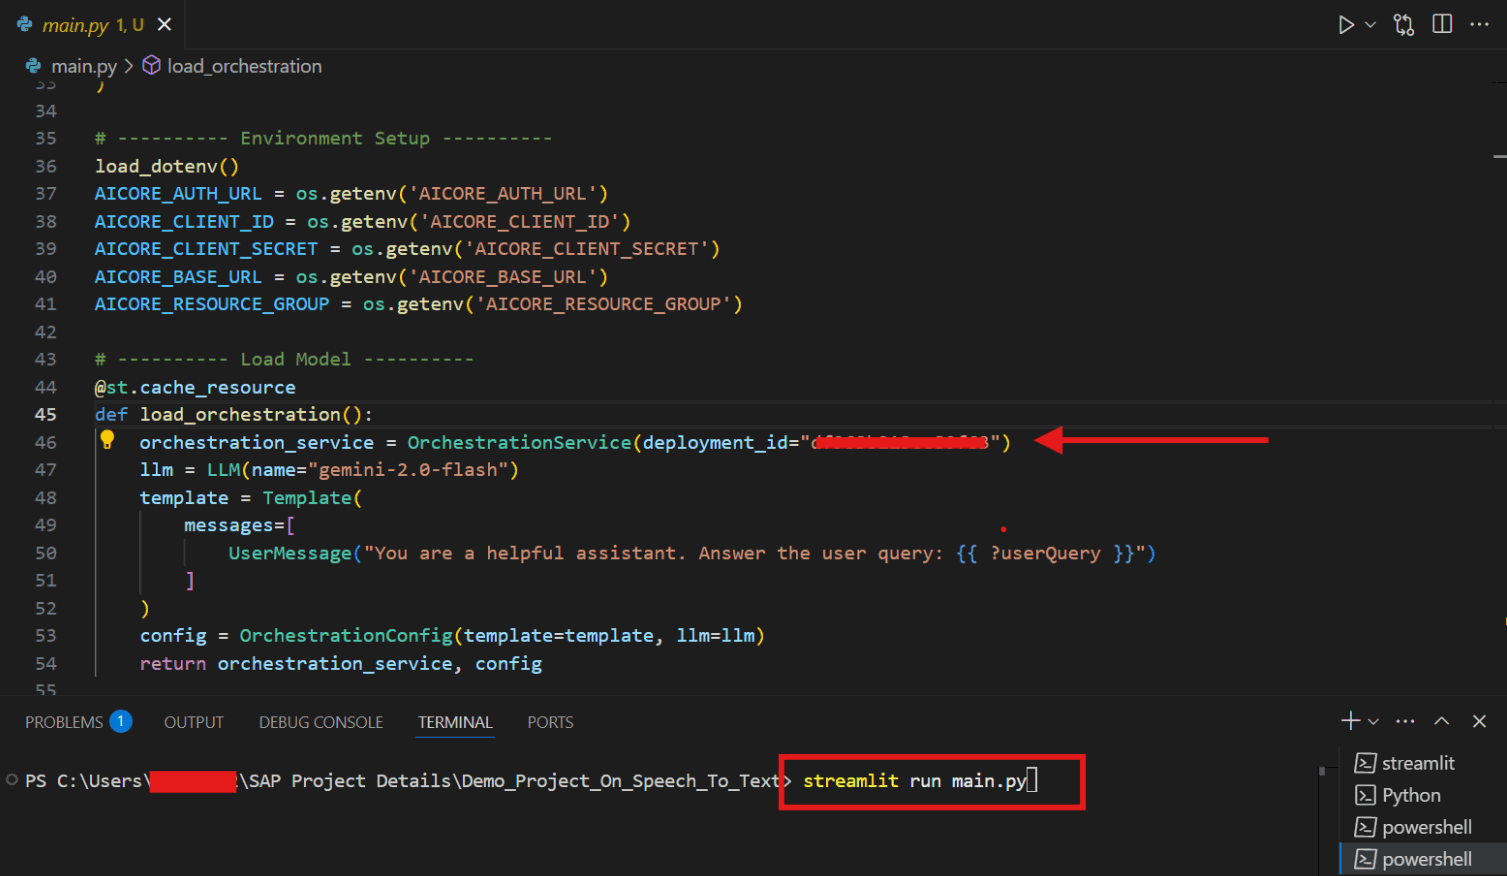 main.py 1, U
main.py > load_orchestration
33 )
34
35 # ---------- Environment Setup ----------
36 load_dotenv()
37 AICORE_AUTH_URL = os.getenv('AICORE_AUTH_URL')
38 AICORE_CLIENT_ID = os.getenv('AICORE_CLIENT_ID')
39 AICORE_CLIENT_SECRET = os.getenv('AICORE_CLIENT_SECRET')
40 AICORE_BASE_URL = os.getenv('AICORE_BASE_URL')
41 AICORE_RESOURCE_GROUP = os.getenv('AICORE_RESOURCE_GROUP')
42
43 # ---------- Load Model ----------
44 @st.cache_resource
45 def load_orchestration():
46 orchestration_service = OrchestrationService(deployment_id="")
47 llm = LLM(name="gemini-2.0-flash")
48 template = Template(
49 messages=[
50 UserMessage("You are a helpful assistant. Answer the user query: {{ ?userQuery }}")
51 ]
52 )
53 config = OrchestrationConfig(template=template, llm=llm)
54 return orchestration_service, config
55
PROBLEMS 1 OUTPUT DEBUG CONSOLE TERMINAL PORTS
PS C:\Users\\SAP Project Details\Demo_Project_On_Speech_To_Text> streamlit run main.py
streamlit
Python
powershell
powershell